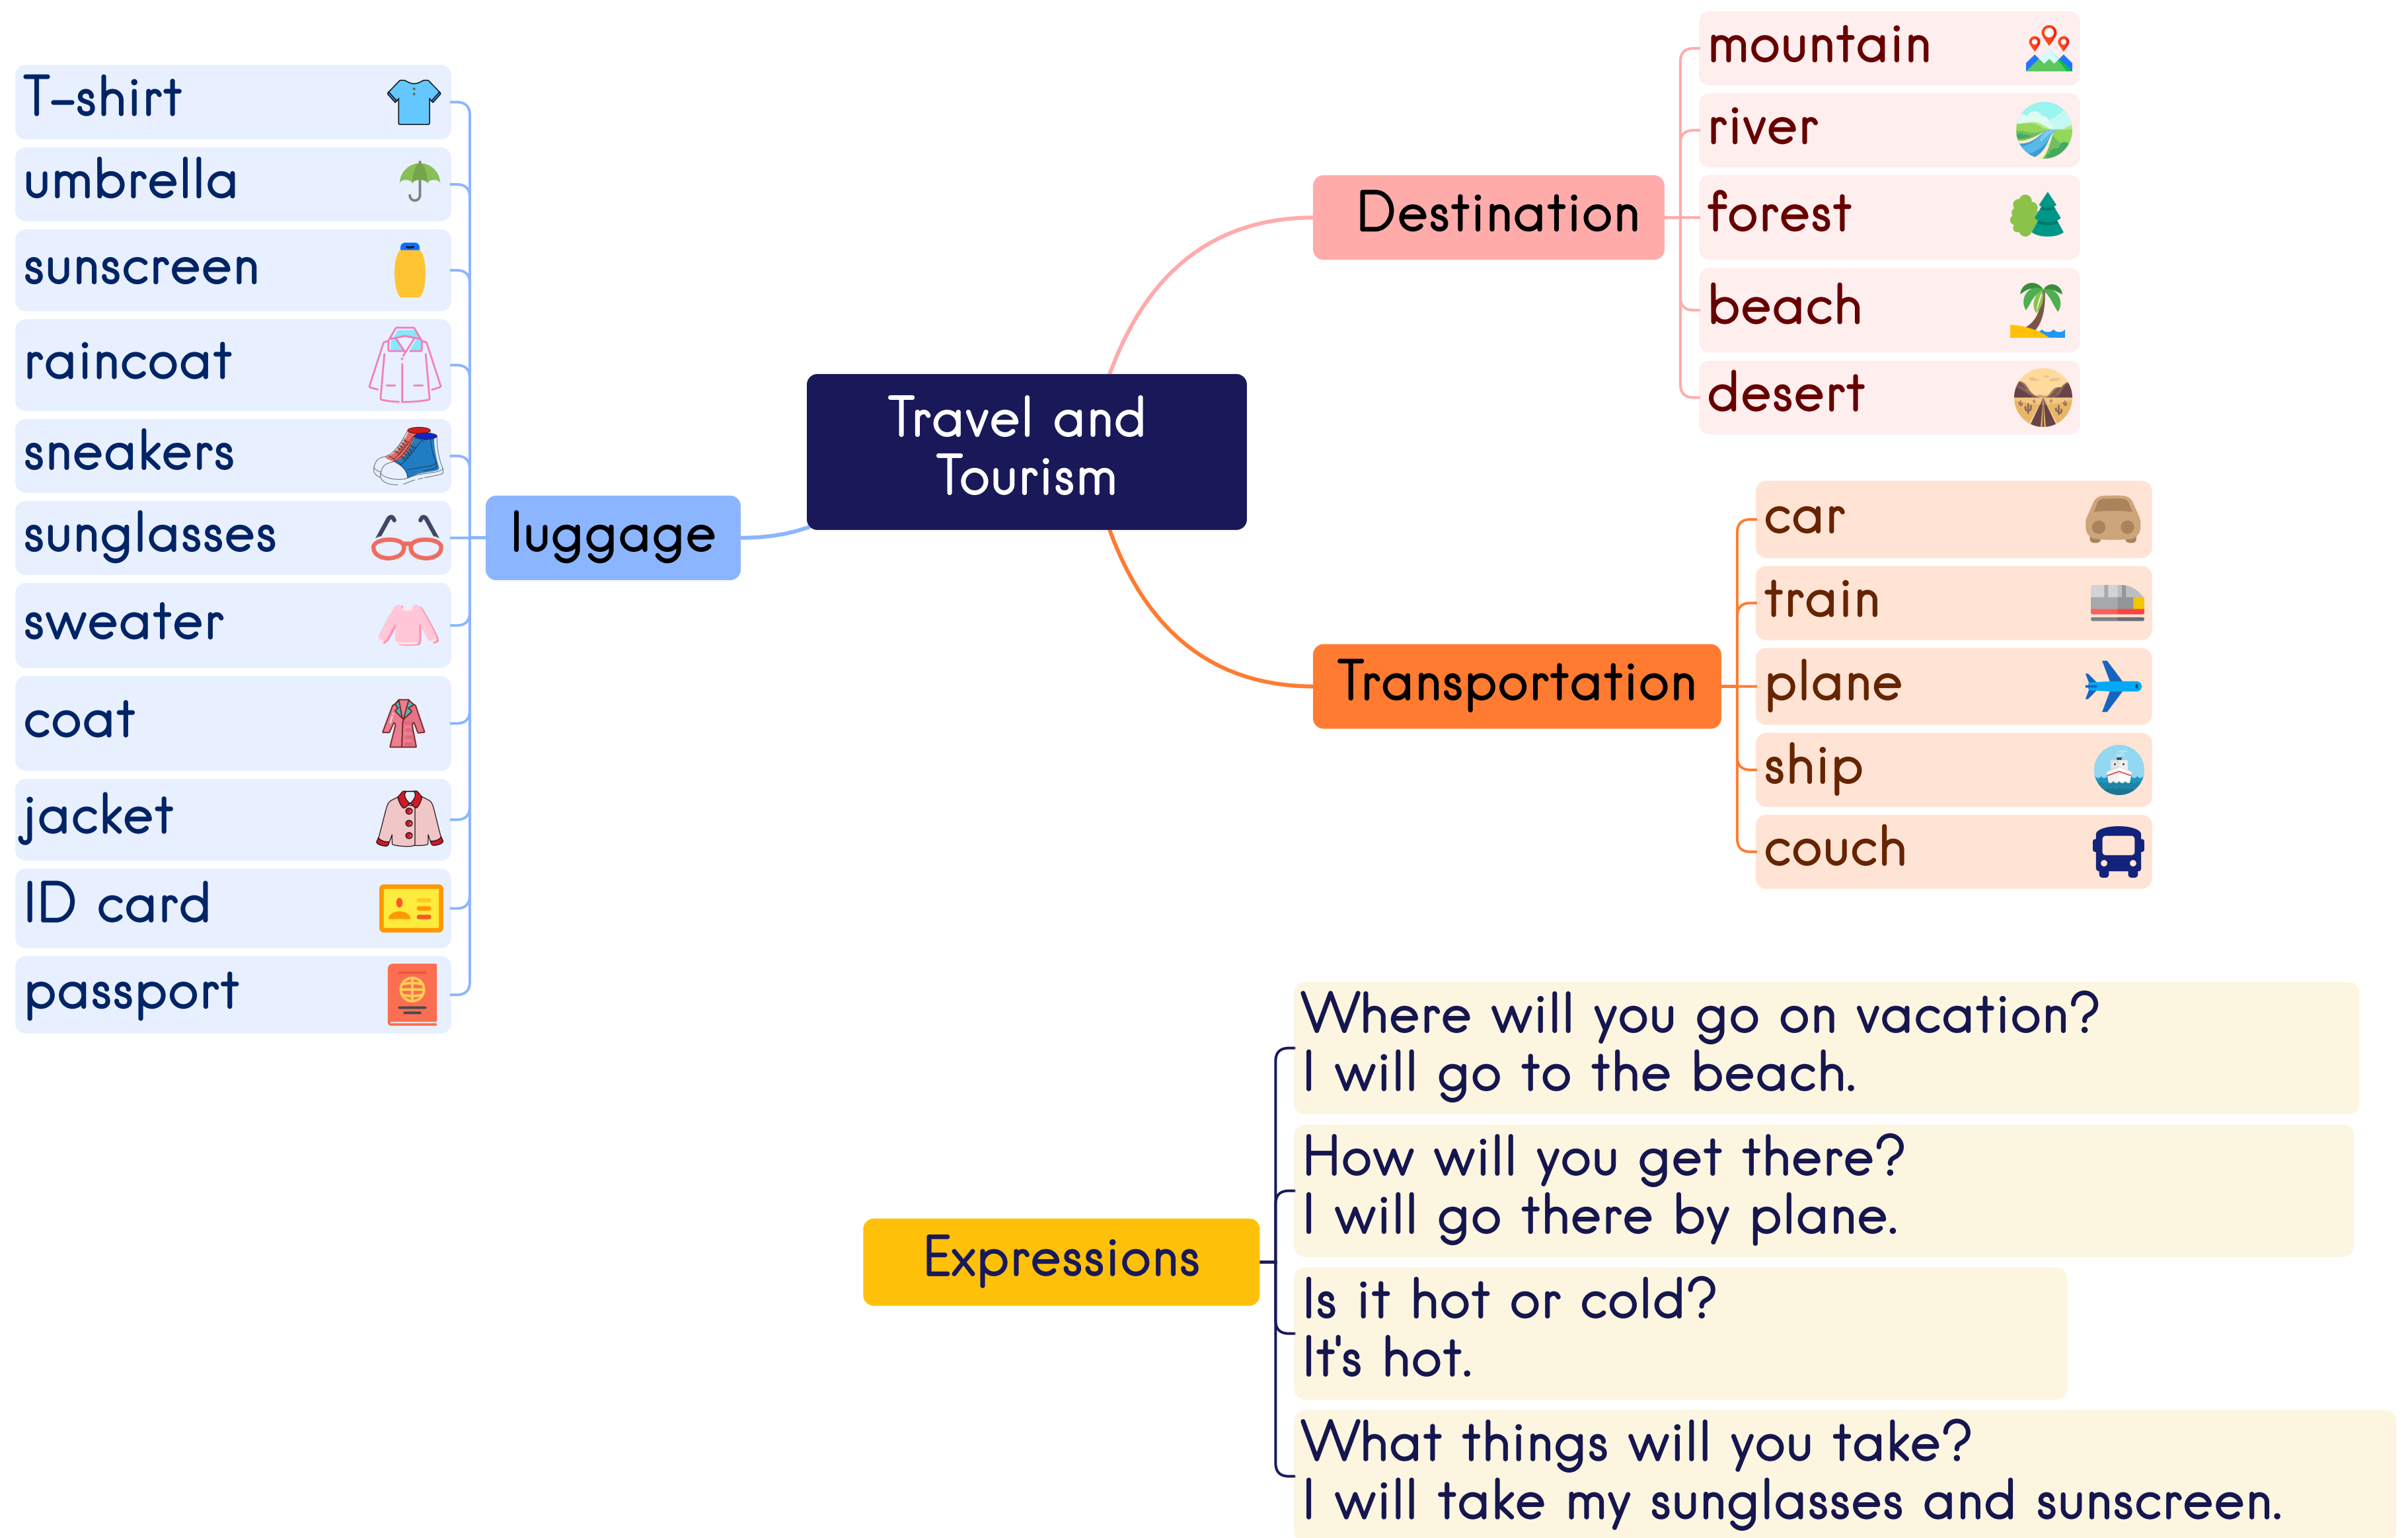 T-shirt
umbrella
sunscreen
raincoat
sneakers
sunglasses
sweater
coat
jacket
ID card
passport
luggage
Travel and
Tourism
Destination
mountain
river
forest
beach
desert
Transportation
car
train
plane
ship
couch
Expressions
Where will you go on vacation?
I will go to the beach.
How will you get there?
I will go there by plane.
Is it hot or cold?
It's hot.
What things will you take?
I will take my sunglasses and sunscreen.